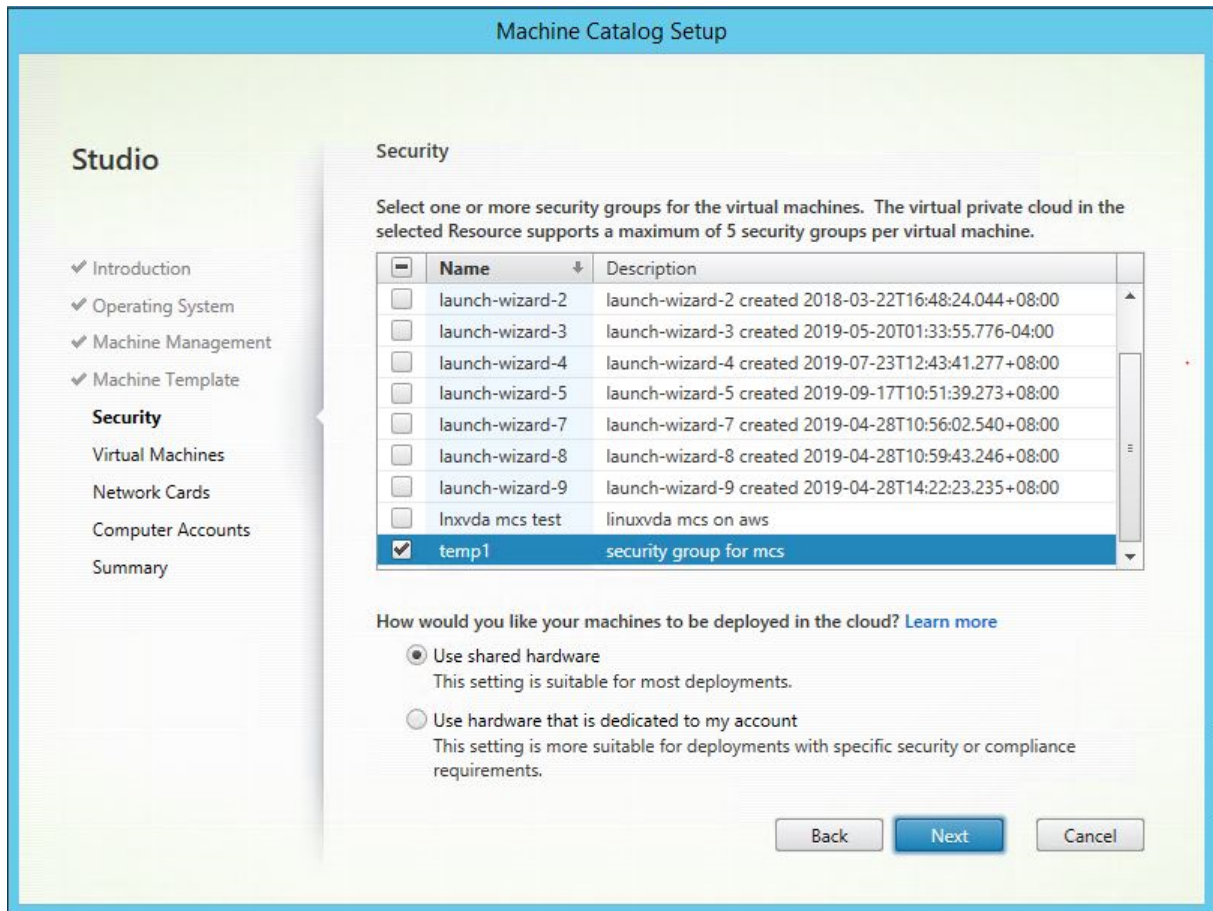 Machine Catalog Setup
Studio
Introduction
Operating System
Machine Management
Machine Template
Security
Virtual Machines
Network Cards
Computer Accounts
Summary
Security
Select one or more security groups for the virtual machines. The virtual private cloud in the
selected Resource supports a maximum of 5 security groups per virtual machine.
Name Description
launch-wizard-2 launch-wizard-2 created 2018-03-22T16:48:24.044+08:00
launch-wizard-3 launch-wizard-3 created 2019-05-20T01:33:55.776-04:00
launch-wizard-4 launch-wizard-4 created 2019-07-23T12:43:41.277+08:00
launch-wizard-5 launch-wizard-5 created 2019-09-17T10:51:39.273+08:00
launch-wizard-7 launch-wizard-7 created 2019-04-28T10:56:02.540+08:00
launch-wizard-8 launch-wizard-8 created 2019-04-28T10:59:43.246+08:00
launch-wizard-9 launch-wizard-9 created 2019-04-28T14:22:23.235+08:00
lnxvda mcs test linuxvda mcs on aws
temp1 security group for mcs
How would you like your machines to be deployed in the cloud? Learn more
Use shared hardware
This setting is suitable for most deployments.
Use hardware that is dedicated to my account
This setting is more suitable for deployments with specific security or compliance
requirements.
Back Next Cancel